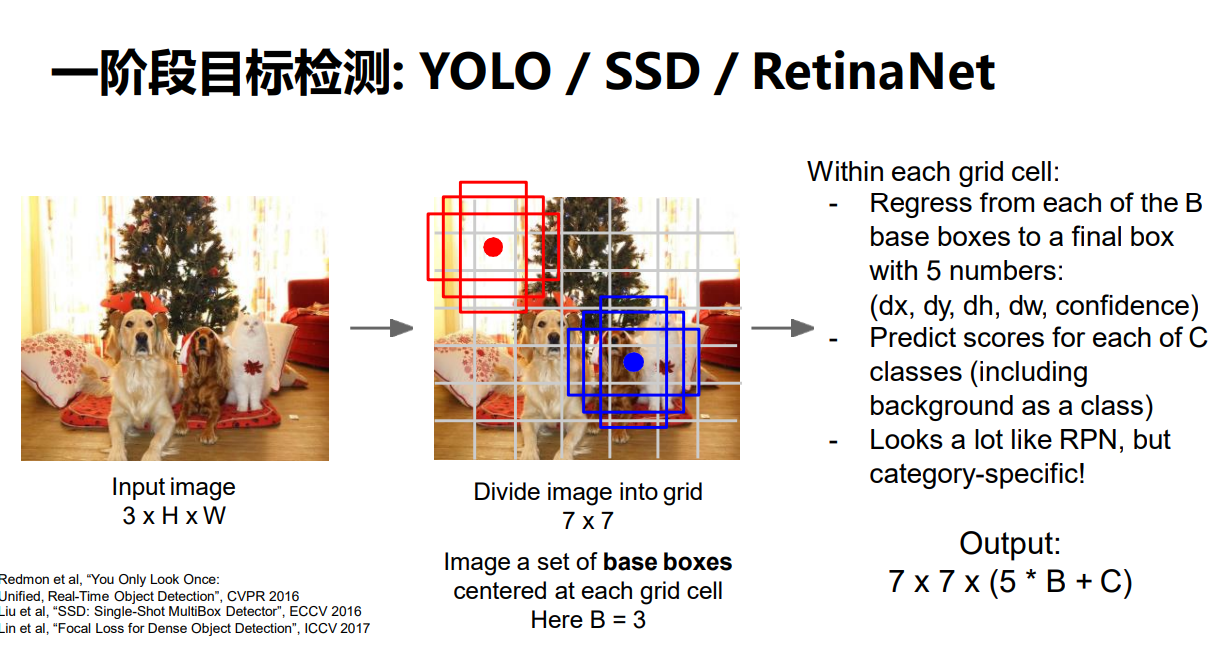 一阶段目标检测: YOLO / SSD / RetinaNet
Input image
3 x H x W
Divide image into grid
7 x 7
Image a set of base boxes
centered at each grid cell
Here B = 3
Within each grid cell:
- Regress from each of the B
base boxes to a final box
with 5 numbers:
(dx, dy, dh, dw, confidence)
- Predict scores for each of C
classes (including
background as a class)
- Looks a lot like RPN, but
category-specific!
Output:
7 x 7 x (5 * B + C)
Redmon et al, “You Only Look Once:
Unified, Real-Time Object Detection”, CVPR 2016
Liu et al, “SSD: Single-Shot MultiBox Detector”, ECCV 2016
Lin et al, “Focal Loss for Dense Object Detection”, ICCV 2017